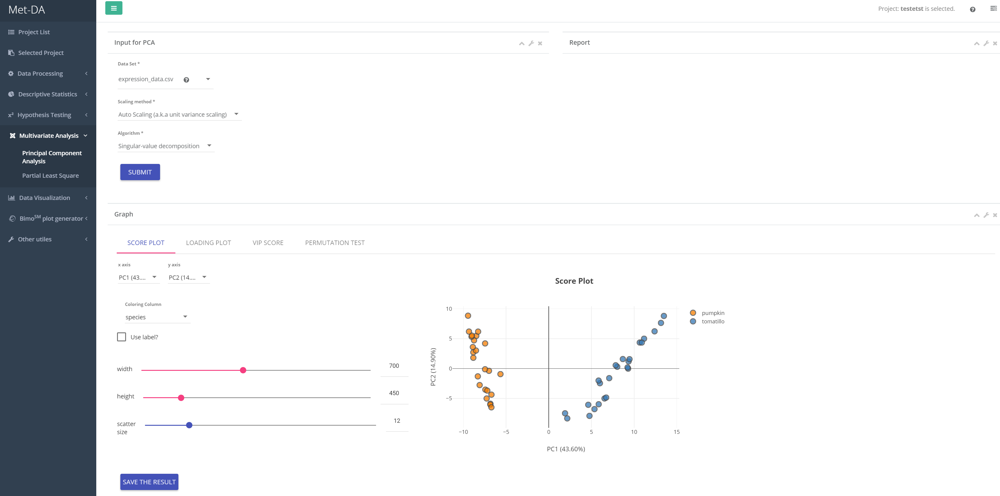 Met-DA
Project List
Selected Project
Data Processing
Descriptive Statistics
x² Hypothesis Testing
Multivariate Analysis
Principal Component
Analysis
Partial Least Square
Data Visualization
Bimo^SM plot generator
Other utiles
Project: testetst is selected.
Input for PCA
Data Set *
expression_data.csv
Scaling method *
Auto Scaling (a.k.a unit variance scaling)
Algorithm *
Singular-value decomposition
SUBMIT
Report
Graph
SCORE PLOT LOADING PLOT VIP SCORE PERMUTATION TEST
x axis y axis
PC1 (43.... PC2 (14....
Coloring Column
species
Use label?
width 700
height 450
scatter
size
12
Score Plot
10
5
0
−5
PC2 (14.90%)
−10 −5 0 5 10 15
PC1 (43.60%)
pumpkin
tomatillo
SAVE THE RESULT